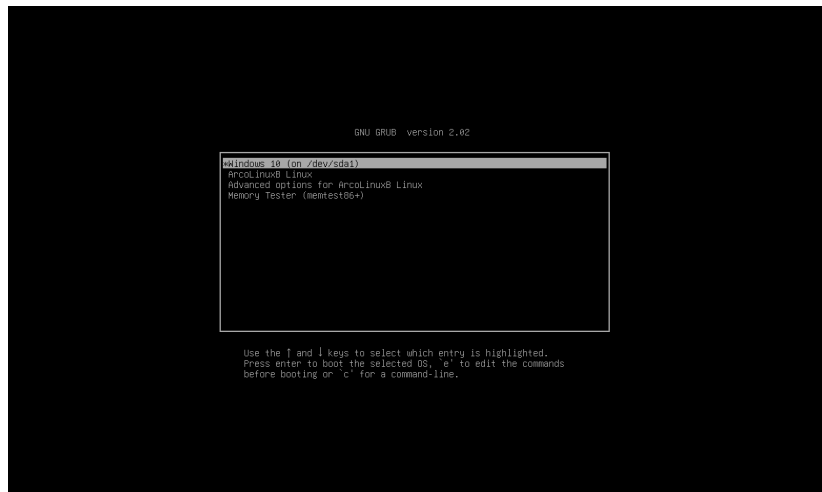 GNU GRUB  version 2.02
*Windows 10 (on /dev/sda1)
ArcoLinuxB Linux
Advanced options for ArcoLinuxB Linux
Memory Tester (memtest86+)
Use the ↑ and ↓ keys to select which entry is highlighted.
Press enter to boot the selected OS, `e' to edit the commands
before booting or `c' for a command-line.